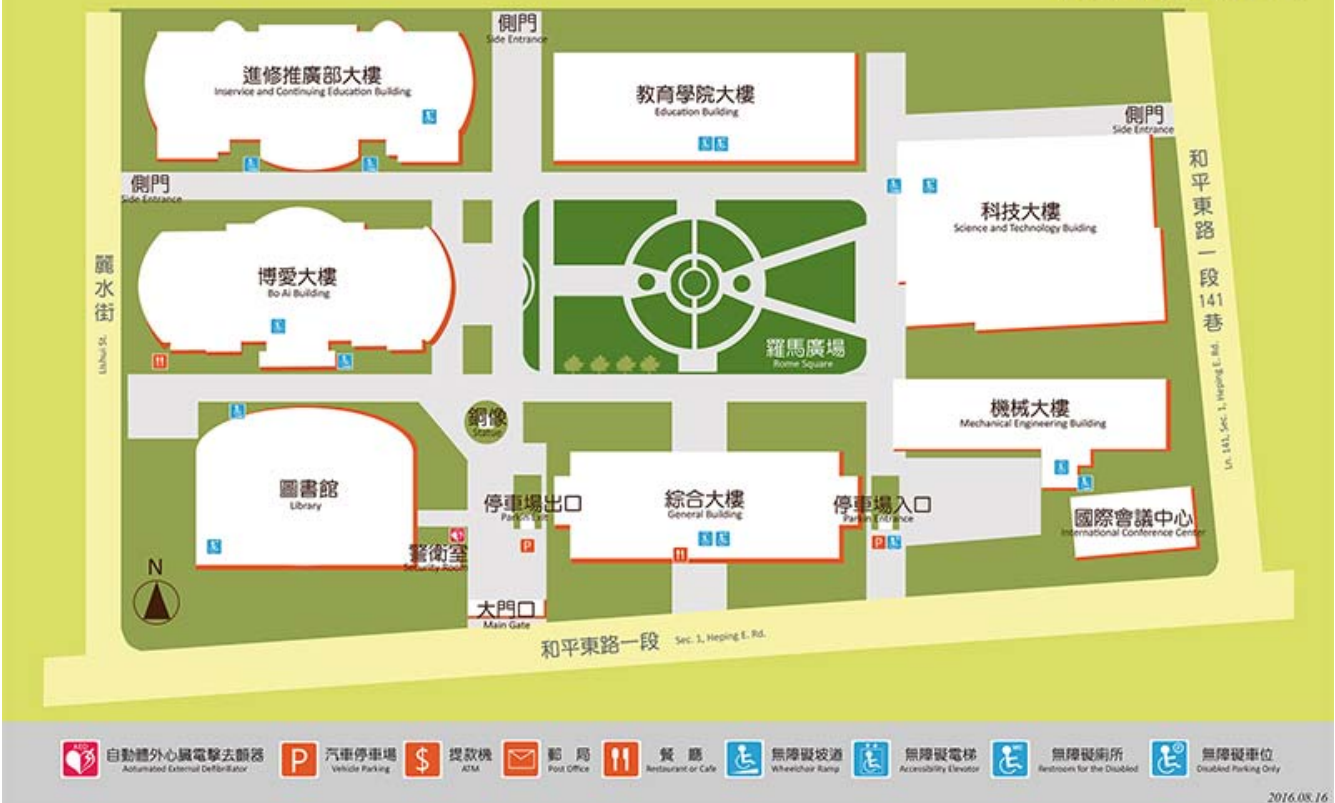 側門
Side Entrance
進修推廣部大樓
Inservice and Continuing Education Building
教育學院大樓
Education Building
側門
Side Entrance
側門
Side Entrance
和平東路一段141巷
Ln. 141, Sec. 1, Heping E. Rd.
科技大樓
Science and Technology Buiding
麗水街
Lishui St.
博愛大樓
Bo Ai Building
羅馬廣場
Rome Square
銅像
Statue
機械大樓
Mechanical Engineering Building
圖書館
Library
停車場出口
Parkin Exit
綜合大樓
General Building
停車場入口
Parkin Entrance
國際會議中心
International Conference Center
警衛室
Security Room
P
P
N
大門口
Main Gate
和平東路一段 Sec. 1, Heping E. Rd.
AED 自動體外心臟電擊去顫器
Aotumated External Defibrillator
P 汽車停車場
Vehicle Parking
$ 提款機
ATM
郵局
Post Office
餐廳
Restaurant or Cafe
無障礙坡道
Wheelchair Ramp
無障礙電梯
Accessibility Elevator
無障礙廁所
Restroom for the Disabled
無障礙車位
Disabled Parking Only
2016.08.16